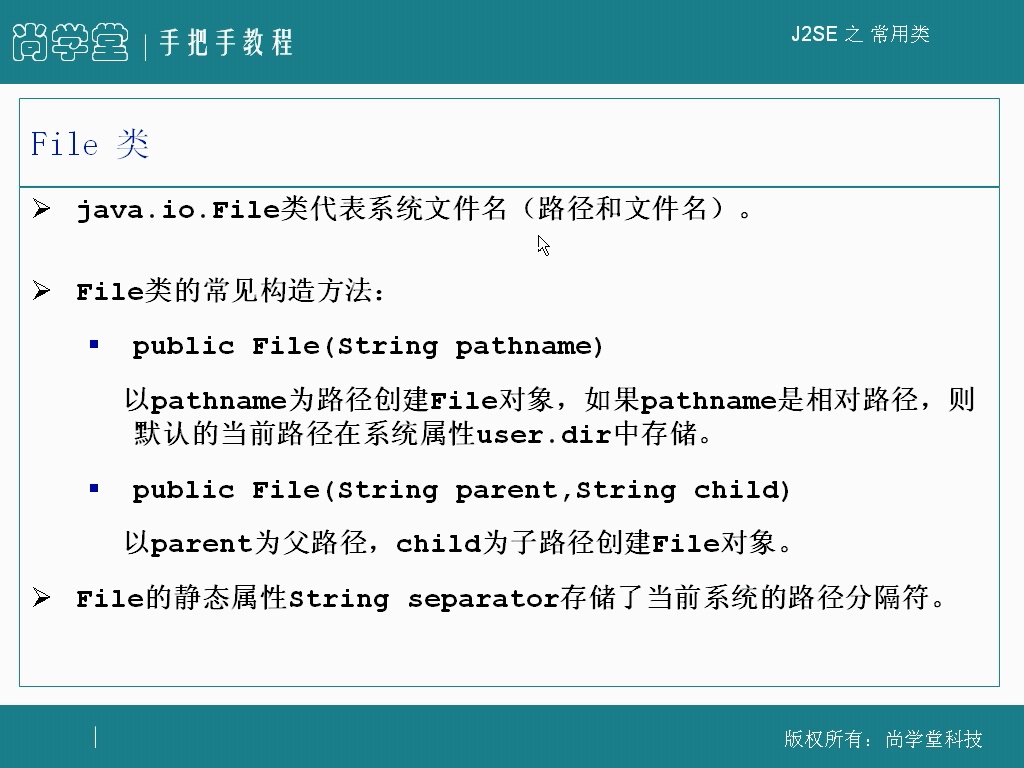 尚学堂 | 手把手教程
J2SE 之 常用类
File 类
java.io.File类代表系统文件名（路径和文件名）。
File类的常见构造方法：
public File(String pathname)
以pathname为路径创建File对象，如果pathname是相对路径，则
默认的当前路径在系统属性user.dir中存储。
public File(String parent,String child)
以parent为父路径，child为子路径创建File对象。
File的静态属性String separator存储了当前系统的路径分隔符。
版权所有：尚学堂科技